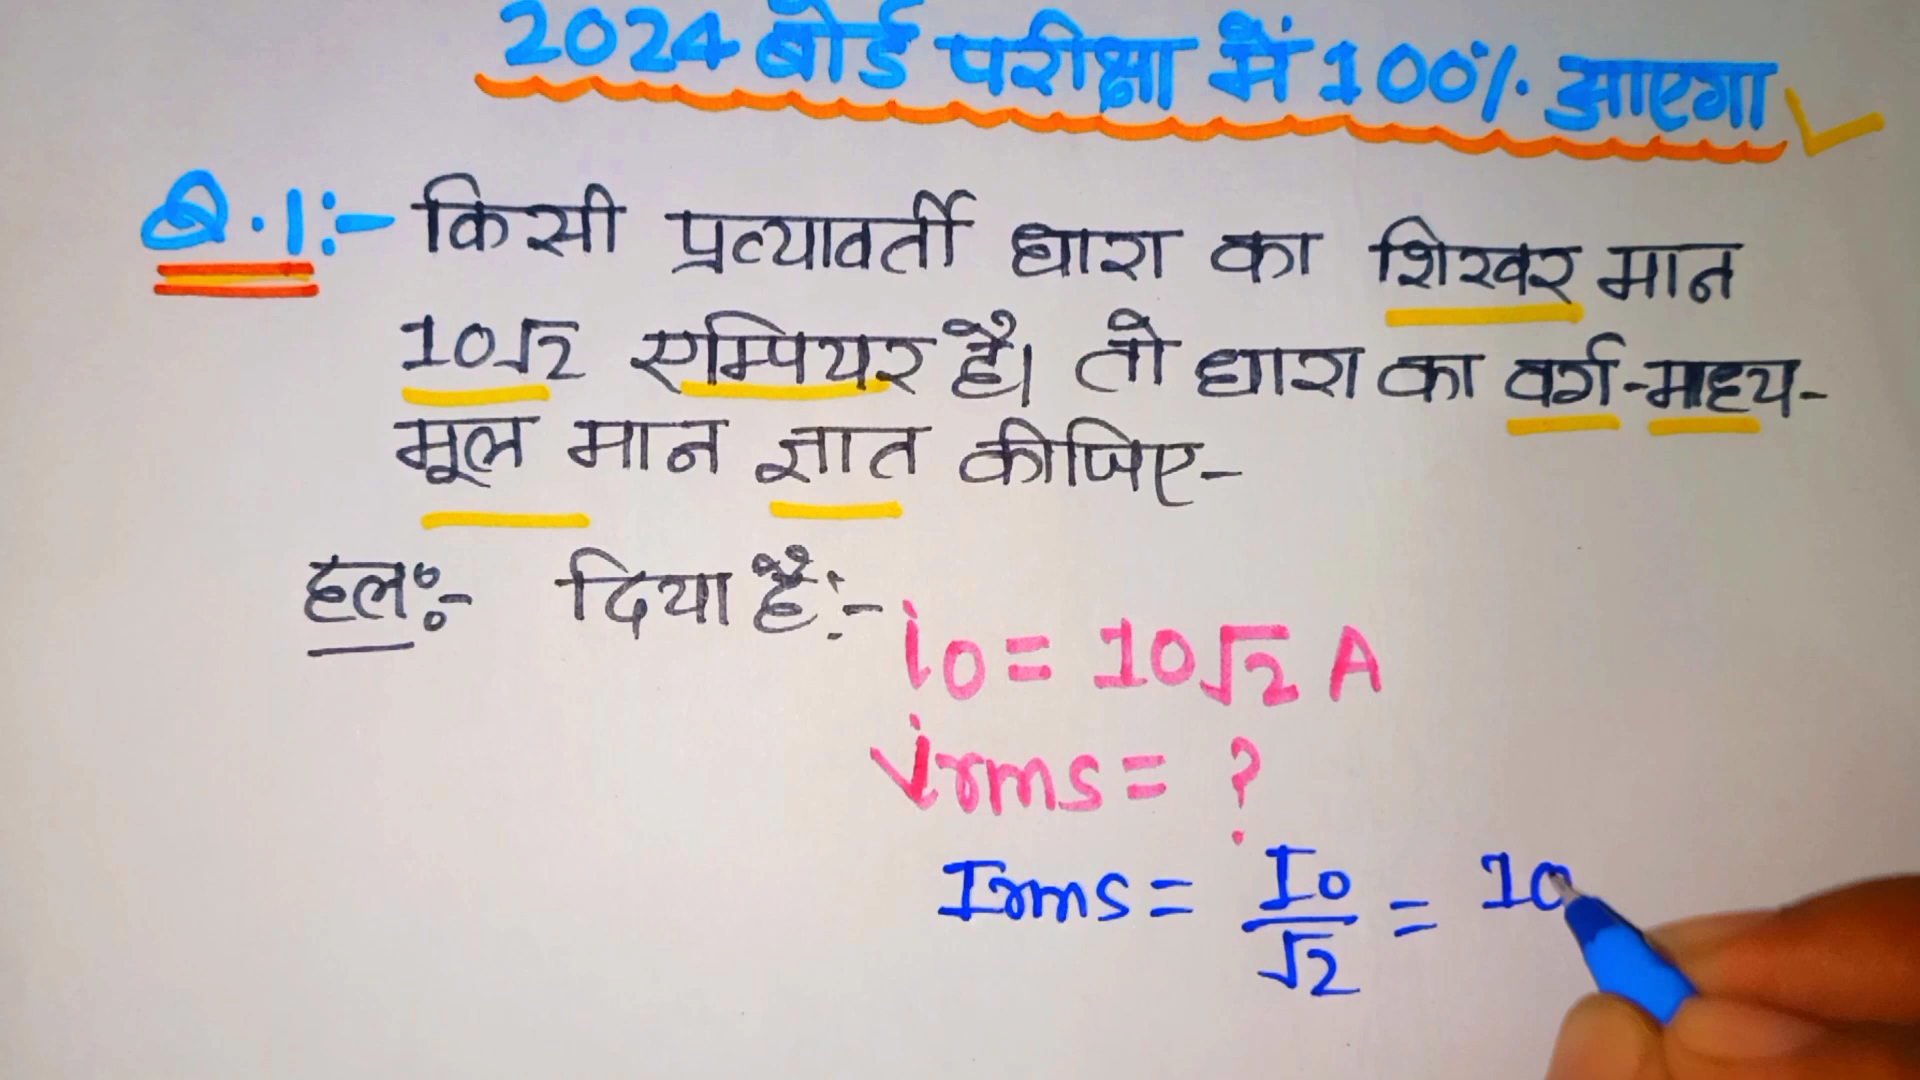 2024 बोर्ड परीक्षा में 100% आएगा
Q.1:- किसी प्रत्यावर्ती धारा का शिखर मान
10√2 एम्पियर है। तो धारा का वर्ग-माध्य-
मूल मान ज्ञात कीजिए-
हल:- दिया है:-
i0 = 10√2 A
irms = ?
Irms = I0/√2 = 10